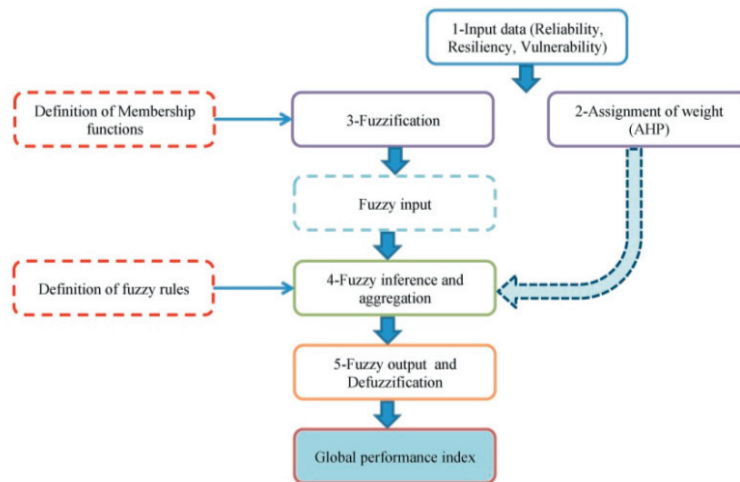 1-Input data (Reliability,
Resiliency, Vulnerability)
Definition of Membership
functions
3-Fuzzification
2-Assignment of weight
(AHP)
Fuzzy input
Definition of fuzzy rules
4-Fuzzy inference and
aggregation
5-Fuzzy output and
Defuzzification
Global performance index